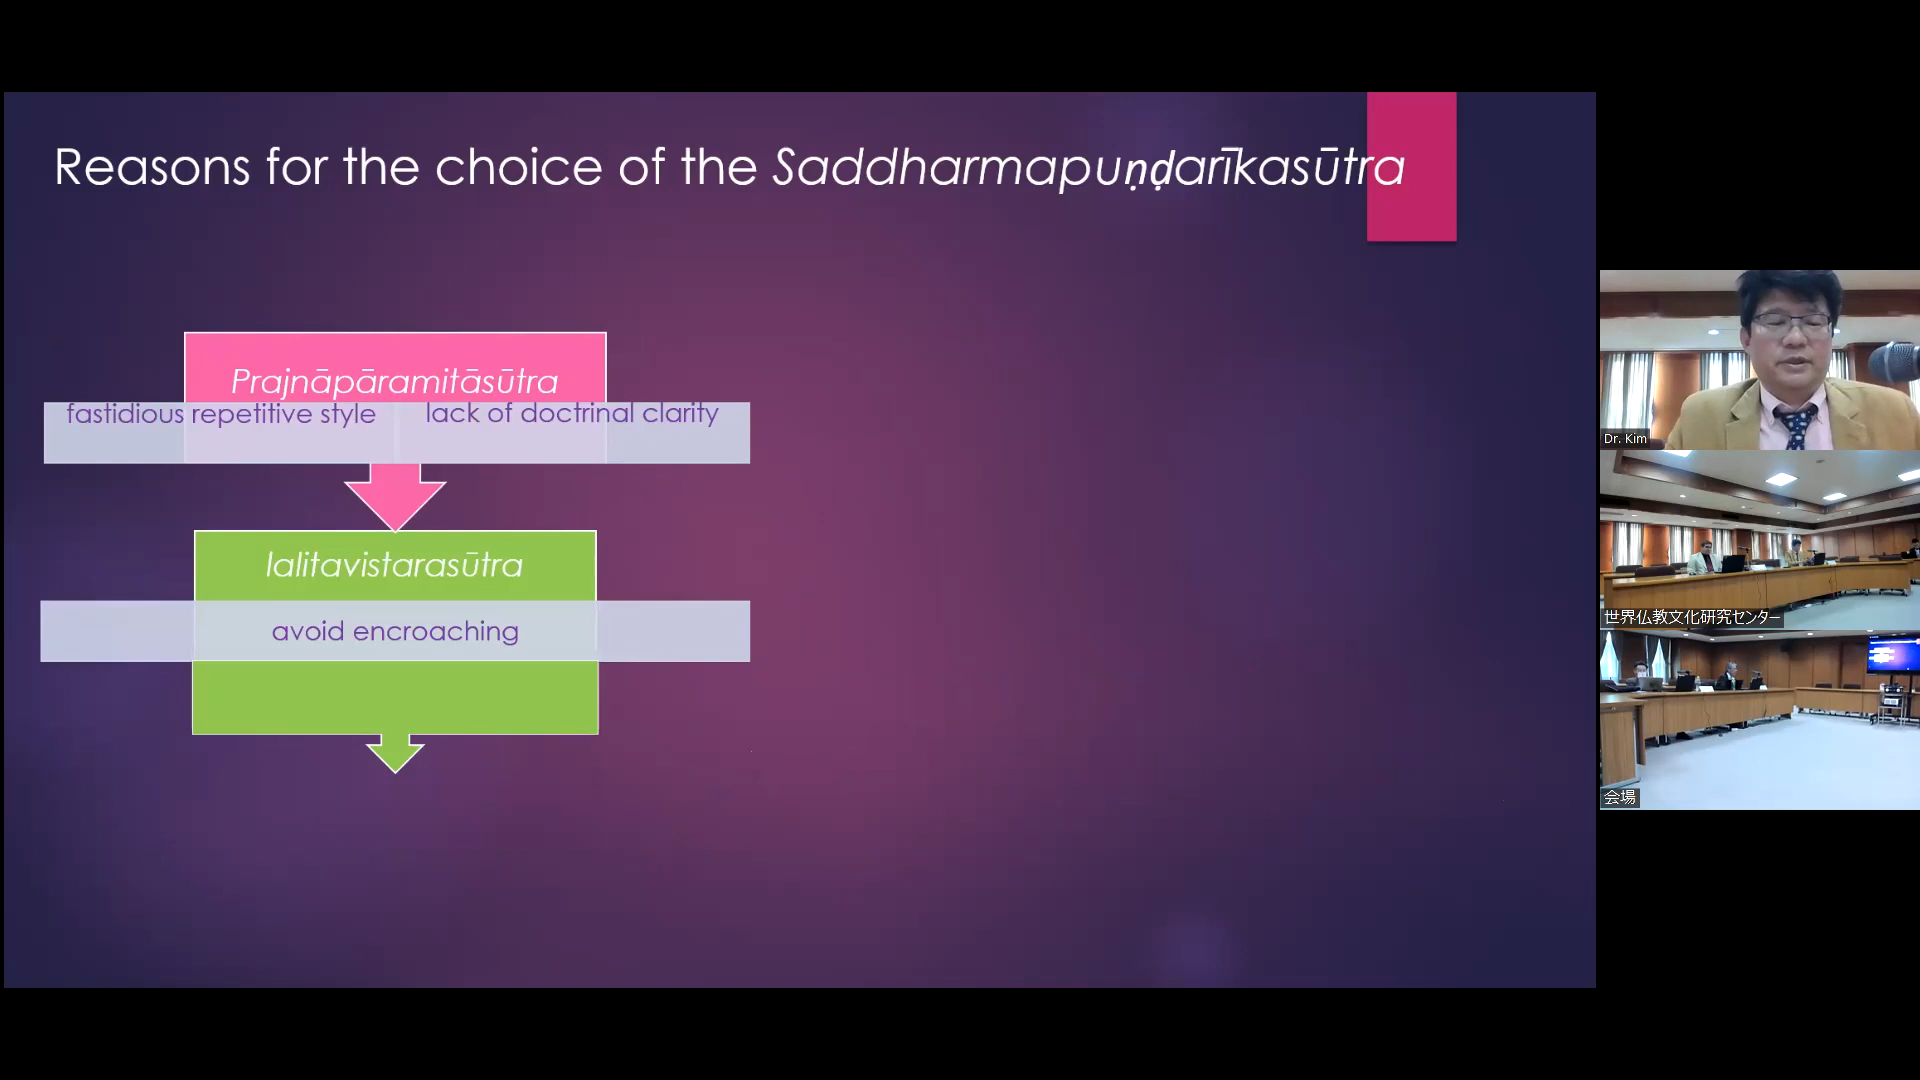 Reasons for the choice of the Saddharmapuṇḍarīkasūtra
Prajnāpāramitāsūtra
fastidious repetitive style
lack of doctrinal clarity
lalitavistarasūtra
avoid encroaching
Dr. Kim
世界仏教文化研究センター
会場